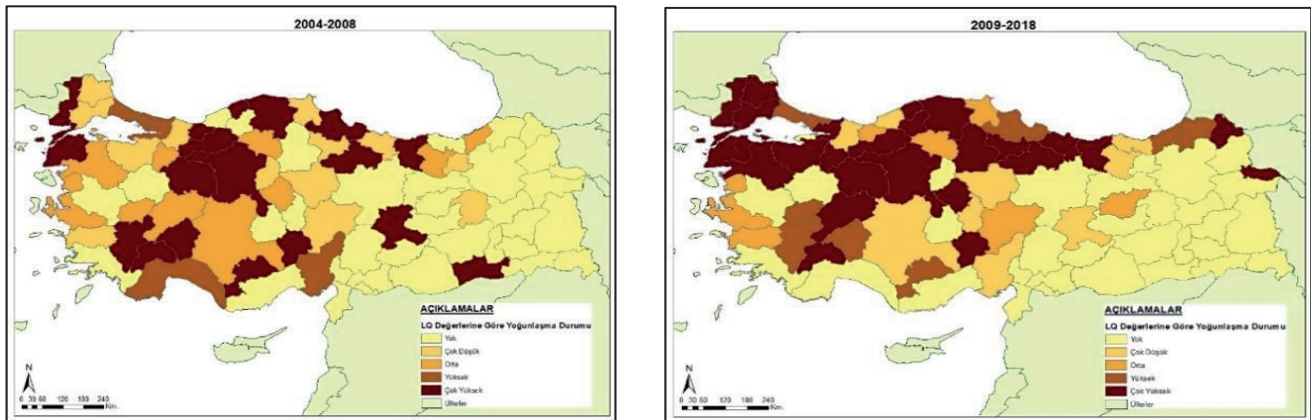 2004-2008
AÇIKLAMALAR
LQ Değerlerine Göre Yoğunlaşma Durumu
Yok
Çok Düşük
Orta
Yüksek
Çok Yüksek
Ülkeler
N
0 30 60 120 180 240
Km.
2009-2018
AÇIKLAMALAR
LQ Değerlerine Göre Yoğunlaşma Durumu
Yok
Çok Düşük
Orta
Yüksek
Çok Yüksek
Ülkeler
N
0 30 60 120 180 240
Km.